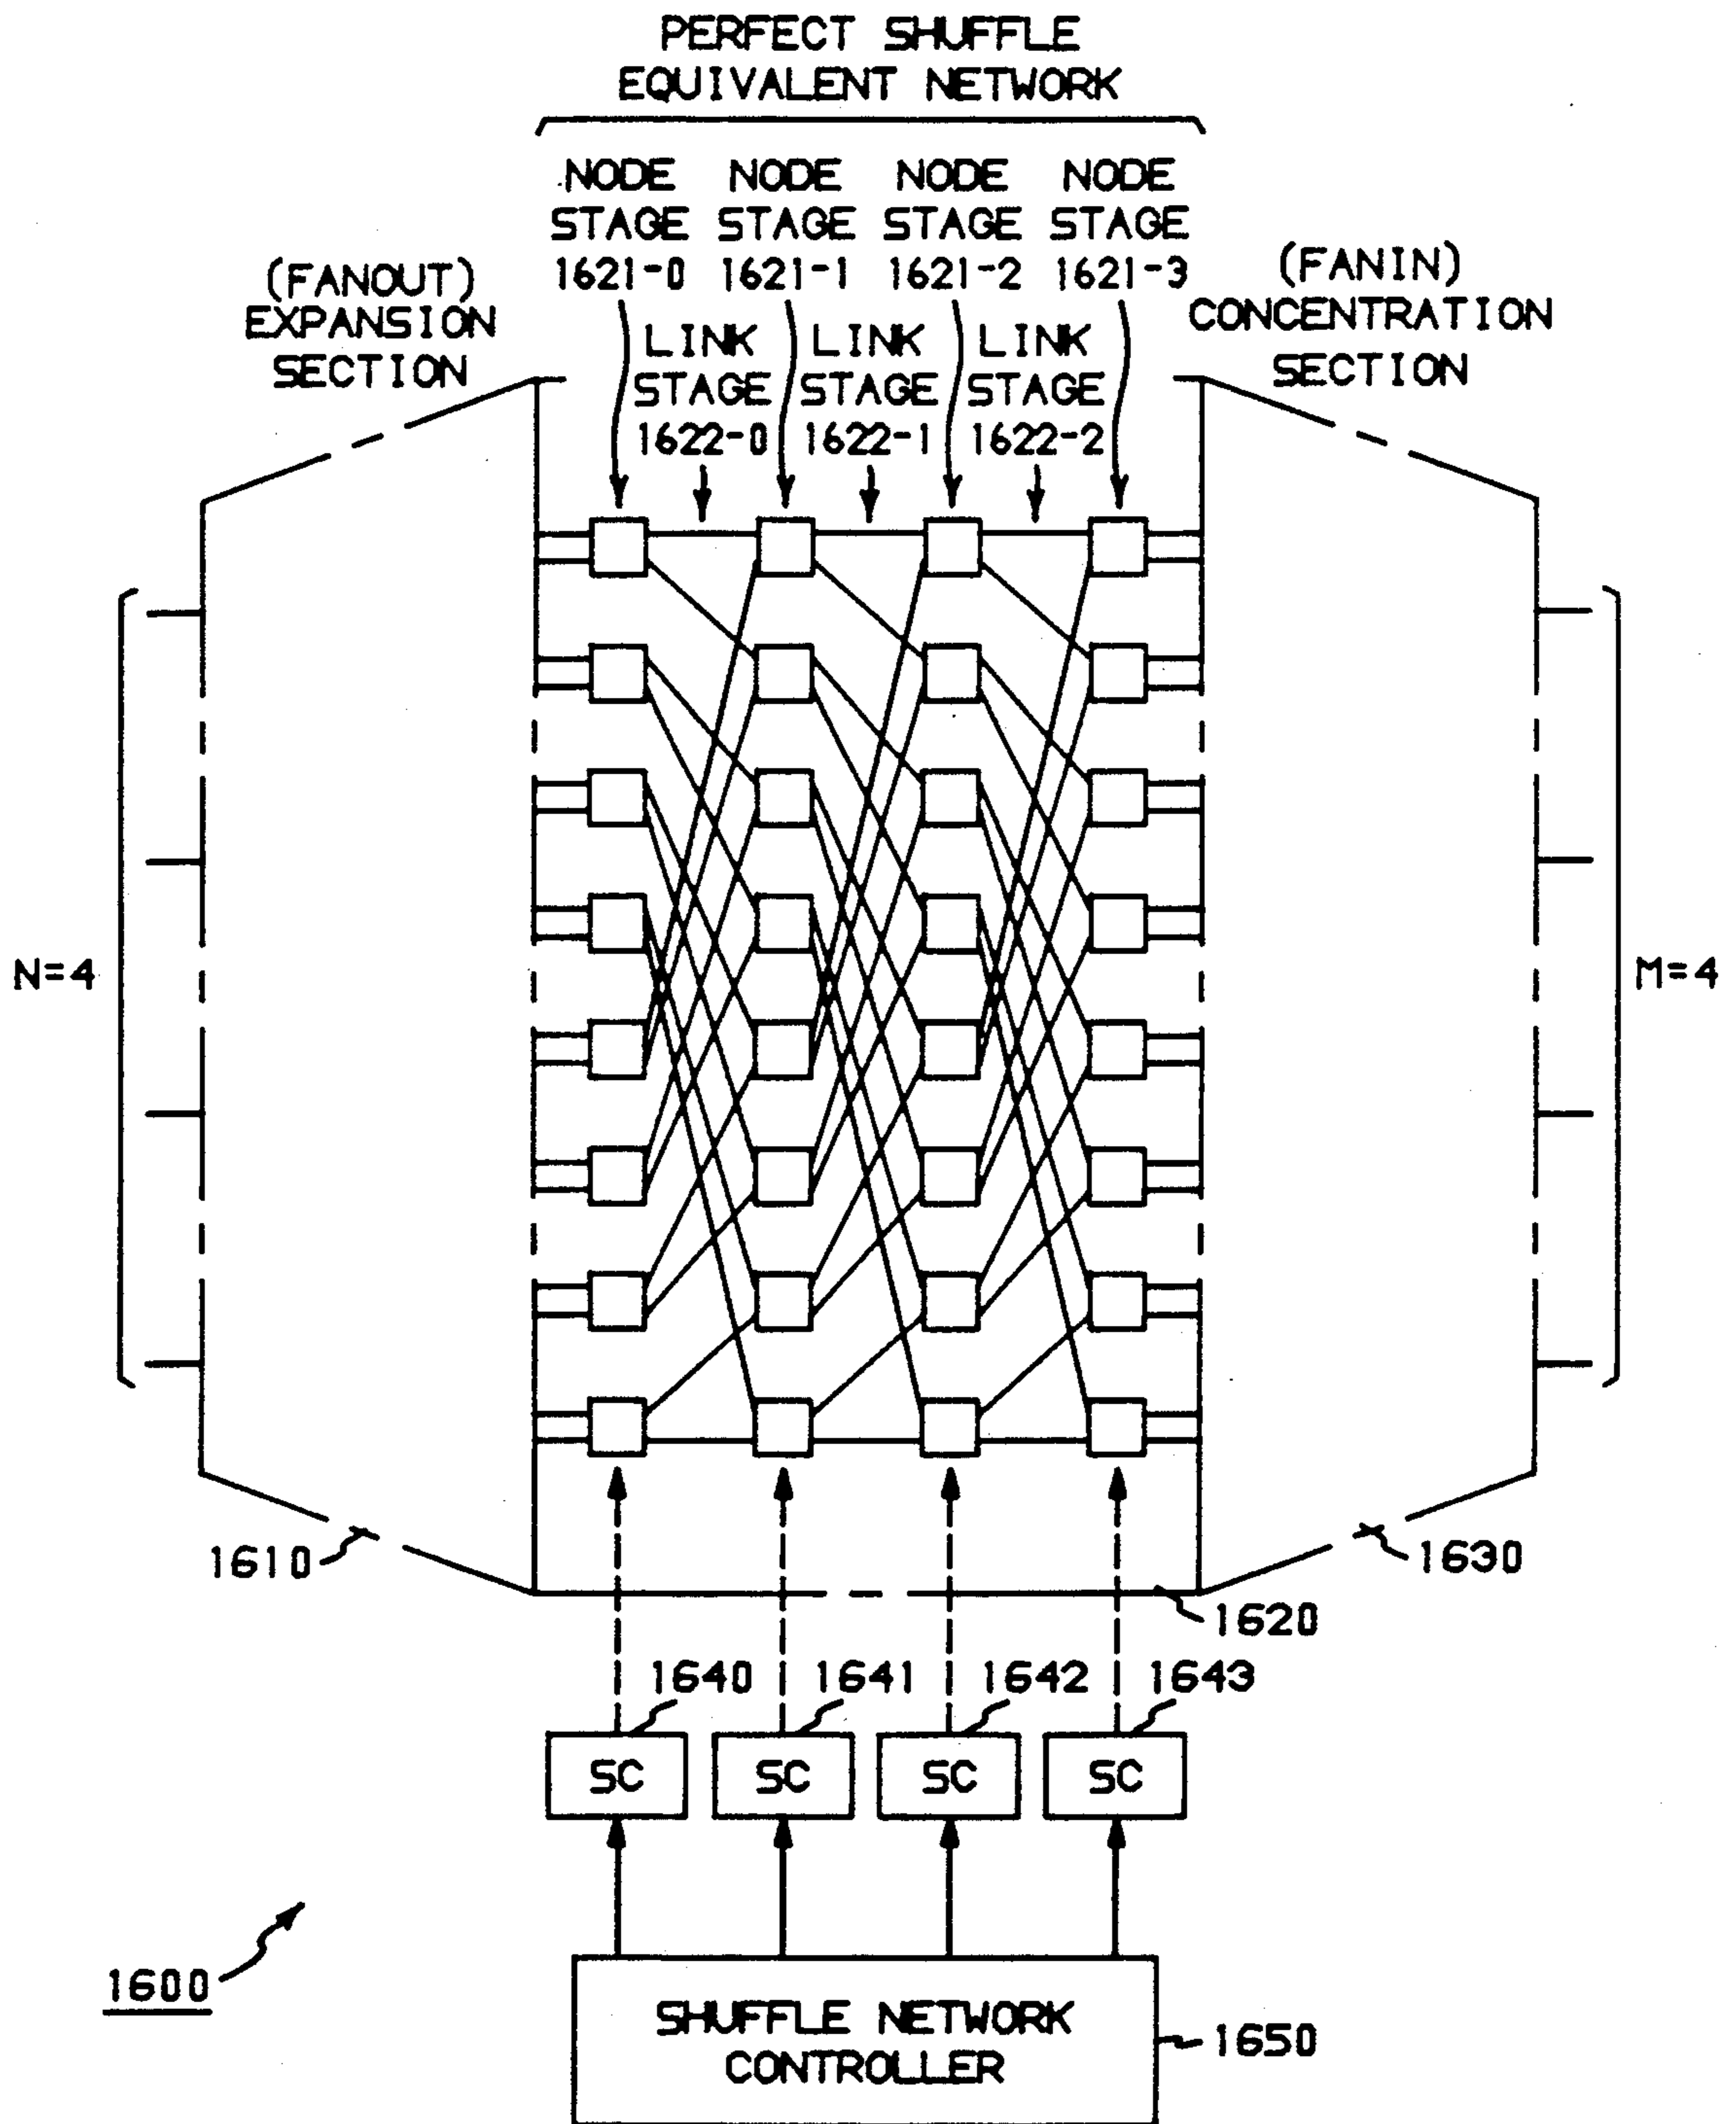 PERFECT SHUFFLE
EQUIVALENT NETWORK
NODE NODE NODE NODE
STAGE STAGE STAGE STAGE
1621-0 1621-1 1621-2 1621-3
(FANOUT)
EXPANSION
SECTION
(FANIN)
CONCENTRATION
SECTION
LINK LINK LINK
STAGE STAGE STAGE
1622-0 1622-1 1622-2
N=4
M=4
1610
1630
1620
1640 1641 1642 1643
SC SC SC SC
1600
SHUFFLE NETWORK
CONTROLLER
1650